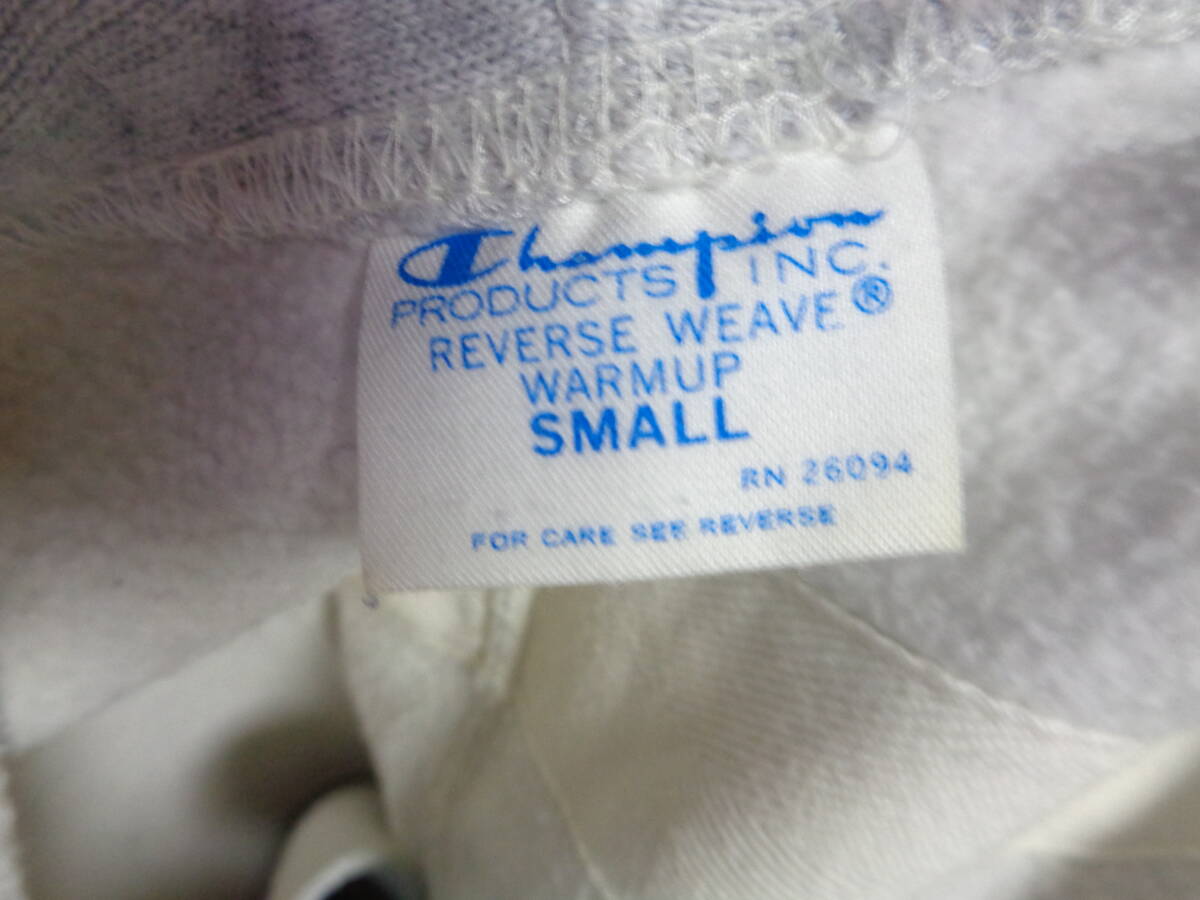 Champion
PRODUCTS INC.
REVERSE WEAVE®
WARMUP
SMALL
RN 26094
FOR CARE SEE REVERSE